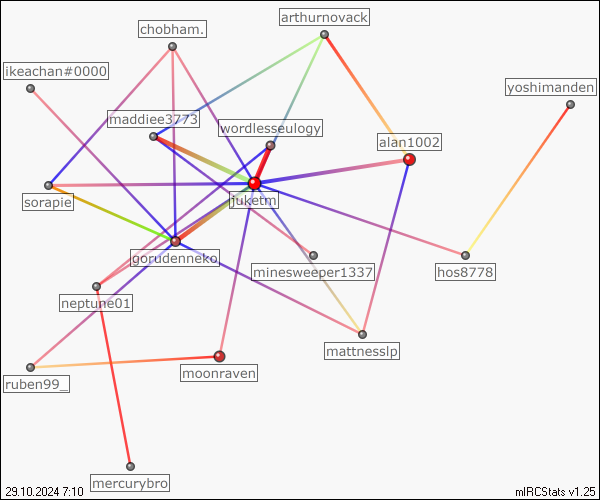 arthurnovack
chobham.
ikeachan#0000
yoshimanden
maddiee3773
wordlesseulogy
alan1002
sorapie
juketm
gorudenneko
minesweeper1337
hos8778
neptune01
mattnesslp
moonraven
ruben99_
mercurybro
29.10.2024 7:10
mIRCStats v1.25